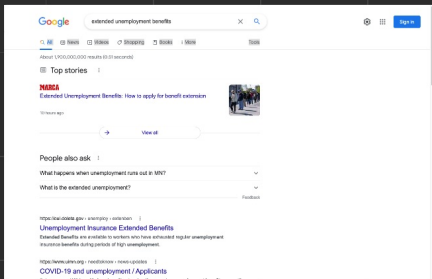 Google
extended unemployment benefits
Sign in
All News Videos Shopping Books More Tools
About 1,920,000,000 results (0.51 seconds)
Top stories
MARCA
Extended Unemployment Benefits: How to apply for benefit extension
View all
People also ask
What happens when unemployment runs out in MN?
What is the extended unemployment?
Feedback
Unemployment Insurance Extended Benefits
Extended Benefits are available to workers who have exhausted regular unemployment
insurance benefits during periods of high unemployment.
COVID-19 and unemployment / Applicants